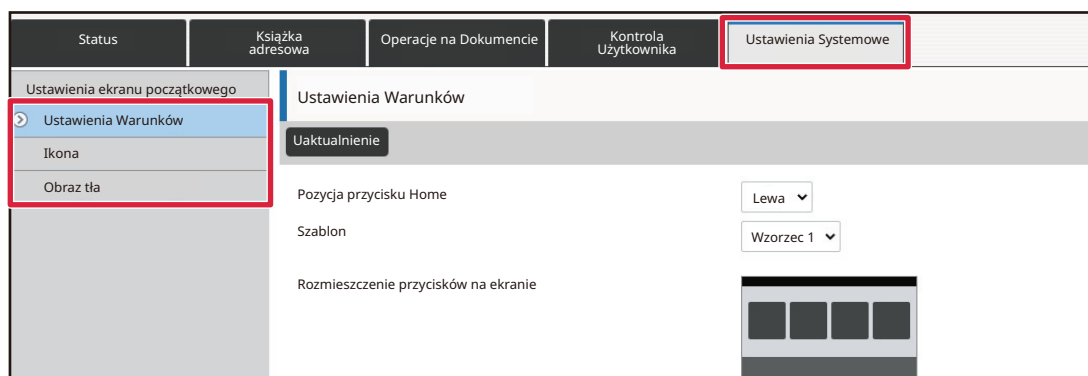 Status
Książka
adresowa
Operacje na Dokumencie
Kontrola
Użytkownika
Ustawienia Systemowe
Ustawienia ekranu początkowego
Ustawienia Warunków
Ikona
Obraz tła
Ustawienia Warunków
Uaktualnienie
Pozycja przycisku Home
Lewa
Szablon
Wzorzec 1
Rozmieszczenie przycisków na ekranie